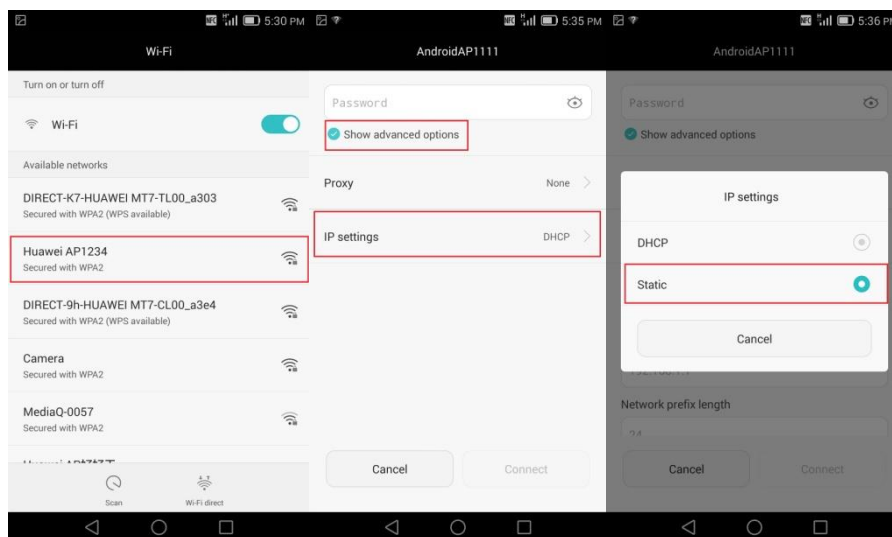 NFC H 5:30 PM
Wi-Fi
Turn on or turn off
Wi-Fi
Available networks
DIRECT-K7-HUAWEI MT7-TL00_a303
Secured with WPA2 (WPS available)
Huawei AP1234
Secured with WPA2
DIRECT-9h-HUAWEI MT7-CL00_a3e4
Secured with WPA2 (WPS available)
Camera
Secured with WPA2
MediaQ-0057
Secured with WPA2
Scan
Wi-Fi direct
NFC H 5:35 PM
AndroidAP1111
Password
Show advanced options
Proxy None
IP settings DHCP
Cancel Connect
NFC H 5:36 P
AndroidAP1111
Password
Show advanced options
IP settings
DHCP
Static
Cancel
Network prefix length
24
Cancel Connect